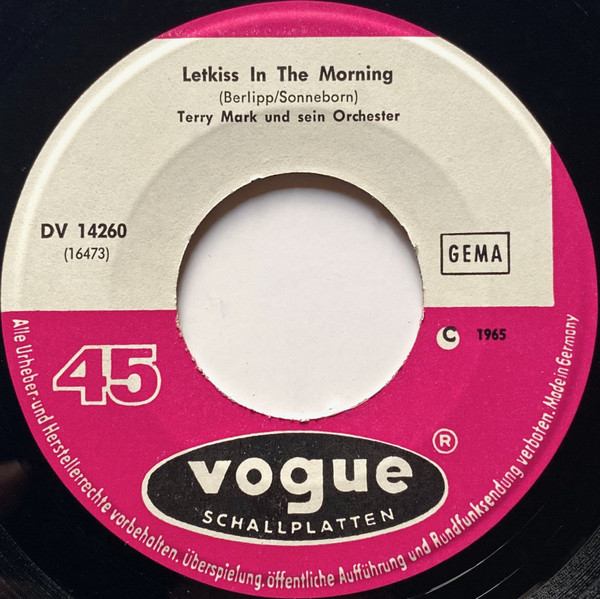 Letkiss In The Morning
(Berlipp/Sonneborn)
Terry Mark und sein Orchester
DV 14260
(16473)
GEMA
45
C 1965
vogue ®
SCHALLPLATTEN
Alle Urheber-und Herstellerrechte vorbehalten. Überspielung, öffentliche Aufführung und Rundfunksendung verboten. Made in Germany